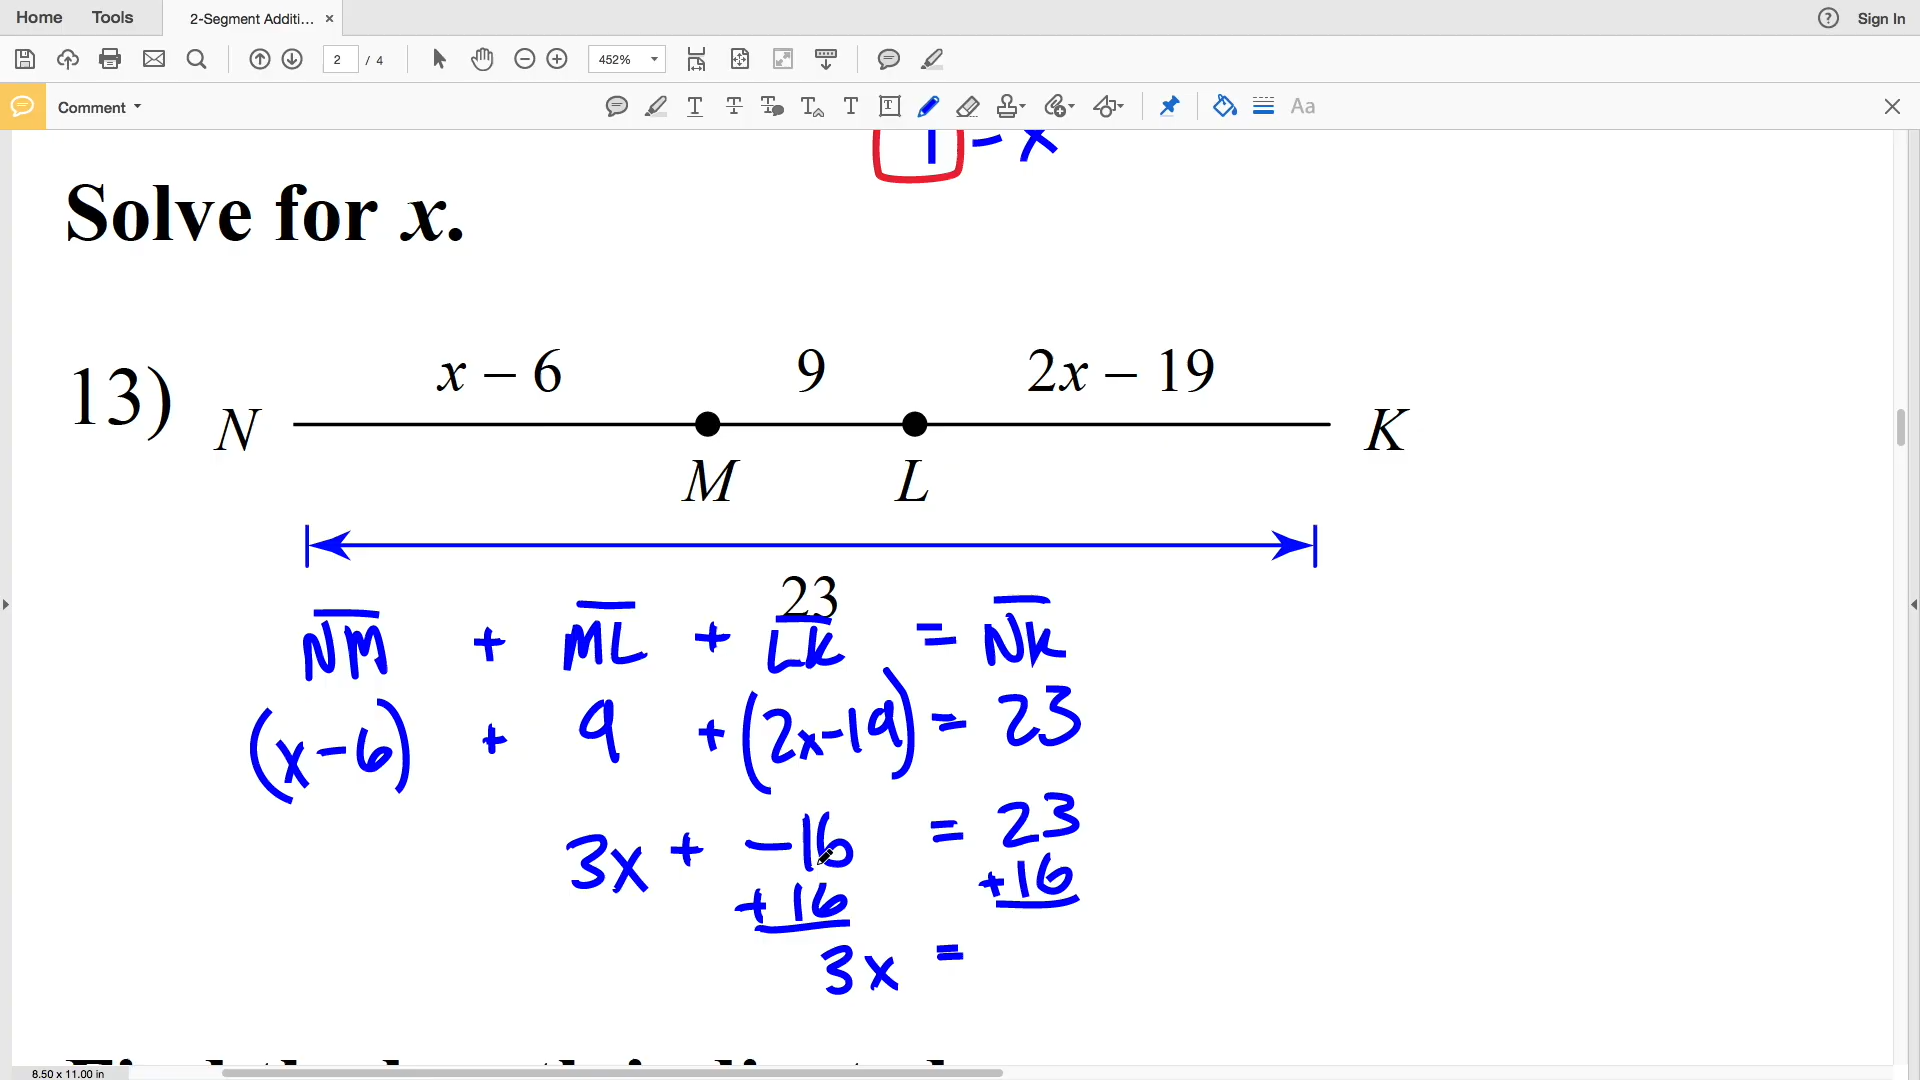 Home Tools 2-Segment Additi... × Sign In
2 / 4 452%
Comment Aa
1 - x
Solve for x.
x – 6 9 2x – 19
13) N K
M L
23
NM + ML + LK = NK
(x-6) + 9 + (2x-19) = 23
3x + -16 = 23
+ 16 +16
3x =
8.50 x 11.00 in